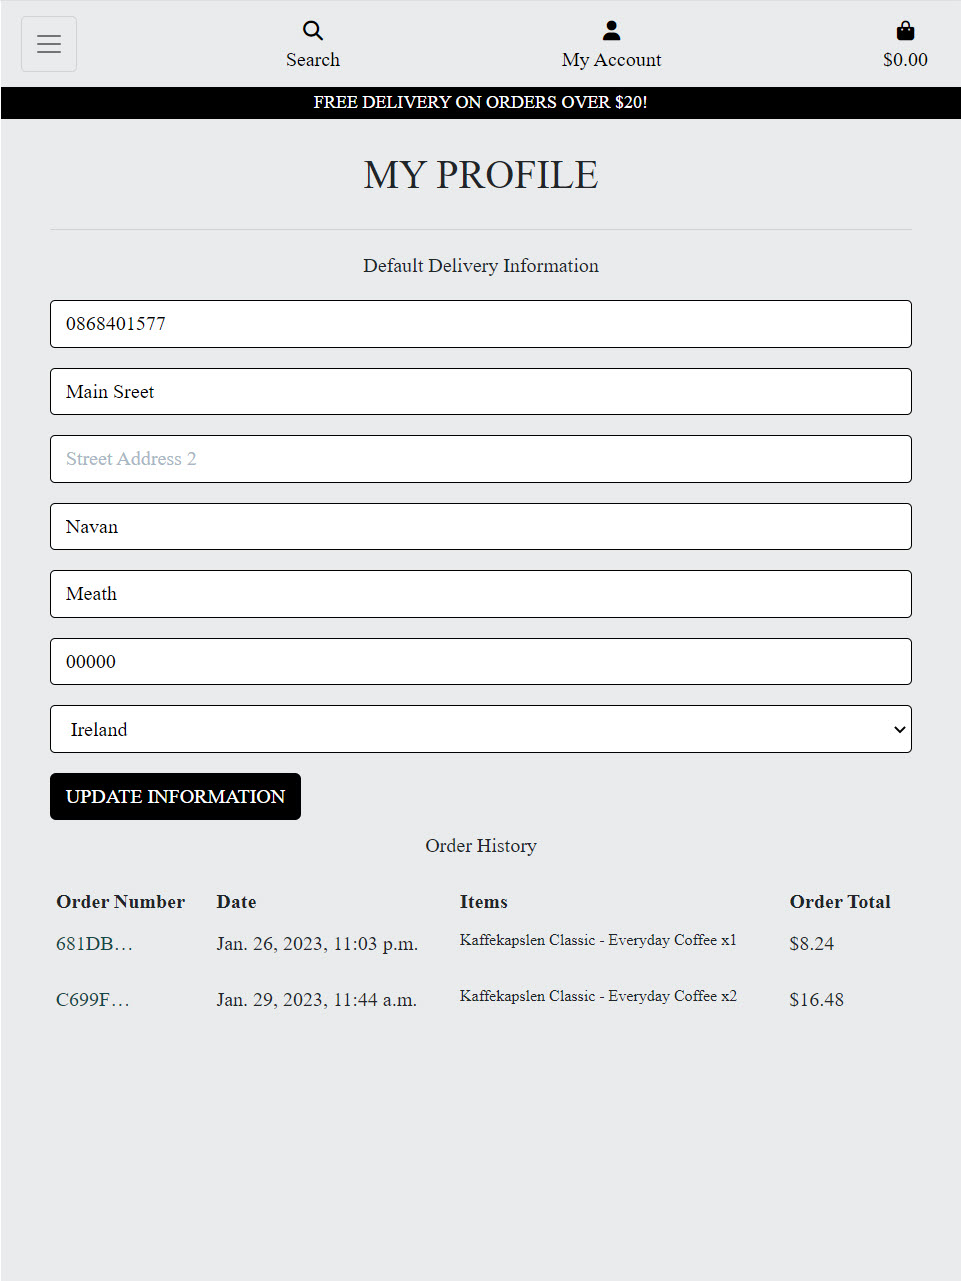 Search
My Account
$0.00
FREE DELIVERY ON ORDERS OVER $20!
MY PROFILE
Default Delivery Information
0868401577
Main Sreet
Street Address 2
Navan
Meath
00000
Ireland
UPDATE INFORMATION
Order History
Order Number Date Items Order Total
681DB... Jan. 26, 2023, 11:03 p.m. Kaffekapslen Classic - Everyday Coffee x1 $8.24
C699F... Jan. 29, 2023, 11:44 a.m. Kaffekapslen Classic - Everyday Coffee x2 $16.48